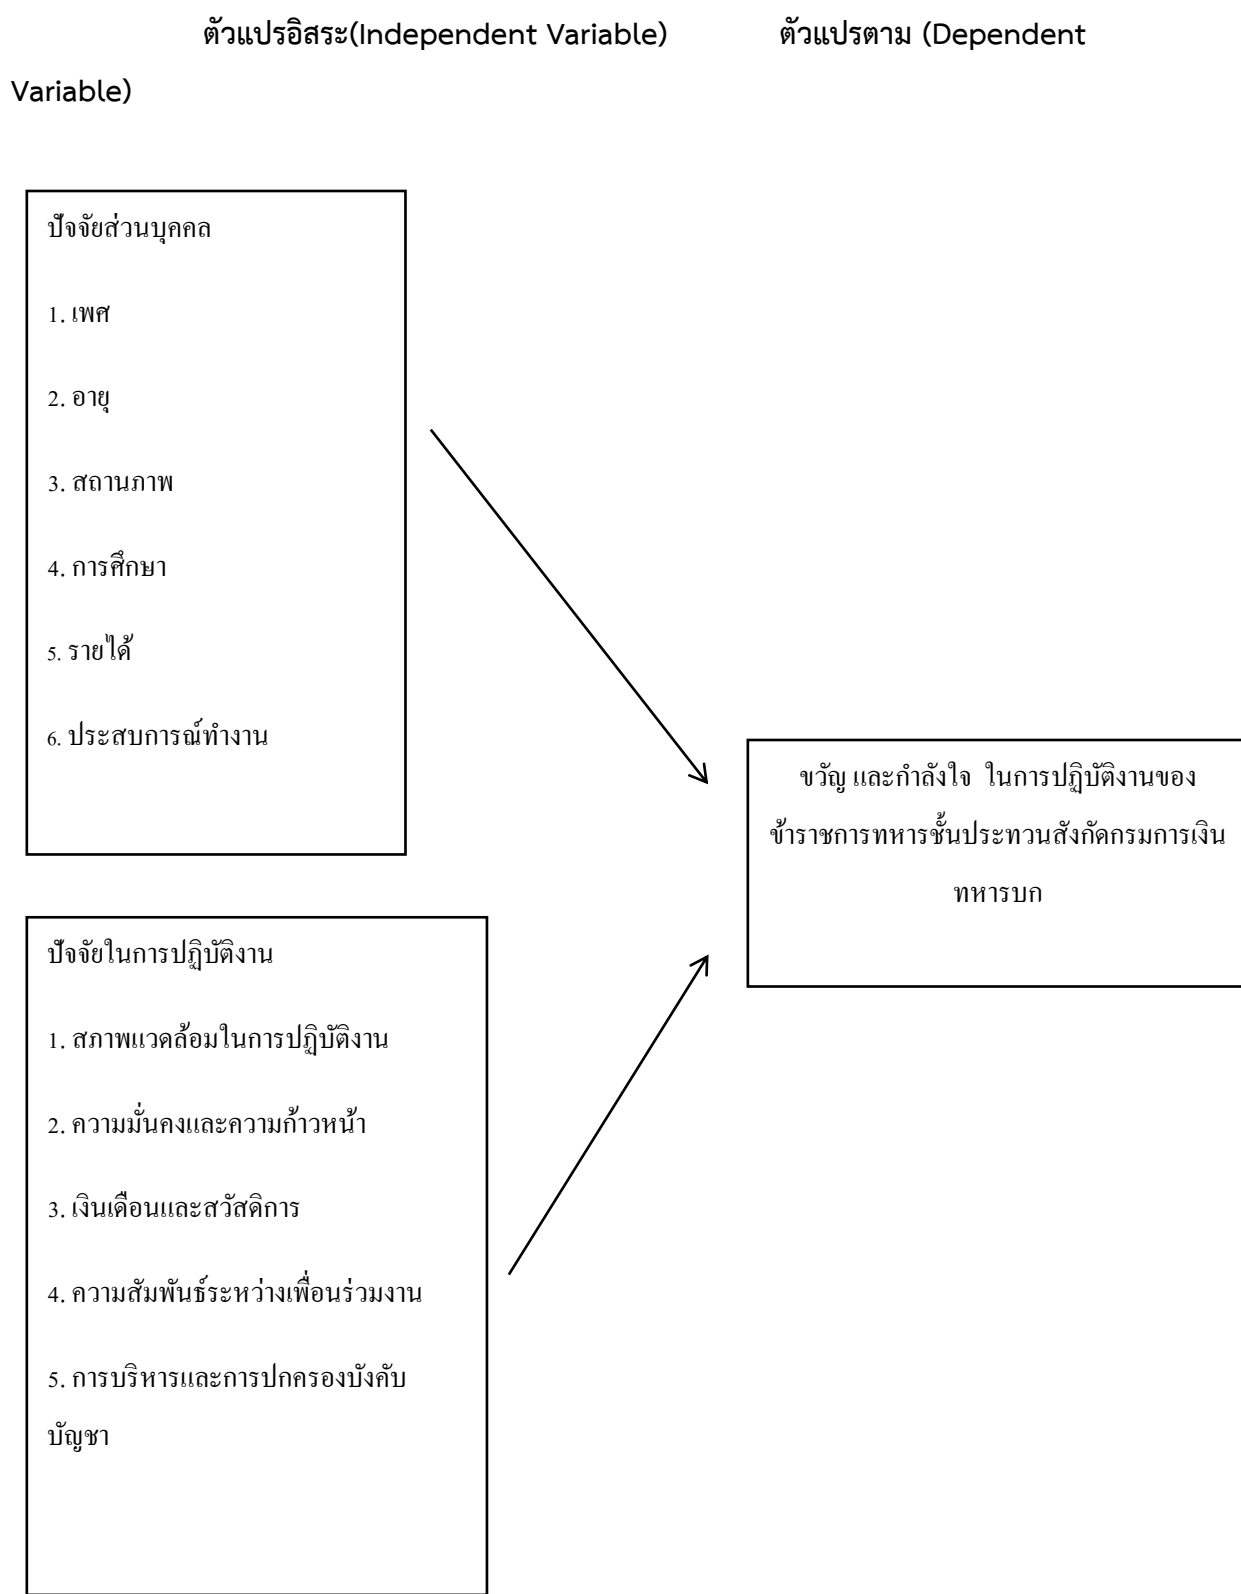 ตัวแปรอิสระ(Independent Variable) ตัวแปรตาม (Dependent
Variable)
ปัจจัยส่วนบุคคล
1. เพศ
2. อายุ
3. สถานภาพ
4. การศึกษา
5. รายได้
6. ประสบการณ์ทำงาน
ขวัญ และกำลังใจ ในการปฏิบัติงานของ
ข้าราชการทหารชั้นประทวนสังกัดกรมการเงิน
ทหารบก
ปัจจัยในการปฏิบัติงาน
1. สภาพแวดล้อมในการปฏิบัติงาน
2. ความมั่นคงและความก้าวหน้า
3. เงินเดือนและสวัสดิการ
4. ความสัมพันธ์ระหว่างเพื่อนร่วมงาน
5. การบริหารและการปกครองบังคับ
บัญชา